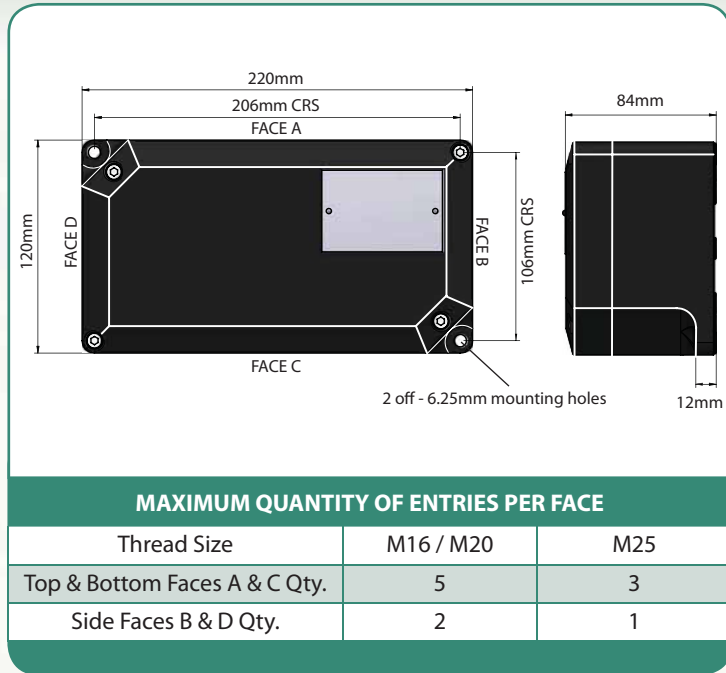 220mm
206mm CRS
FACE A
84mm
120mm
FACE D
FACE B
106mm CRS
FACE C
2 off - 6.25mm mounting holes
12mm
MAXIMUM QUANTITY OF ENTRIES PER FACE
Thread Size M16 / M20 M25
Top & Bottom Faces A & C Qty. 5 3
Side Faces B & D Qty. 2 1